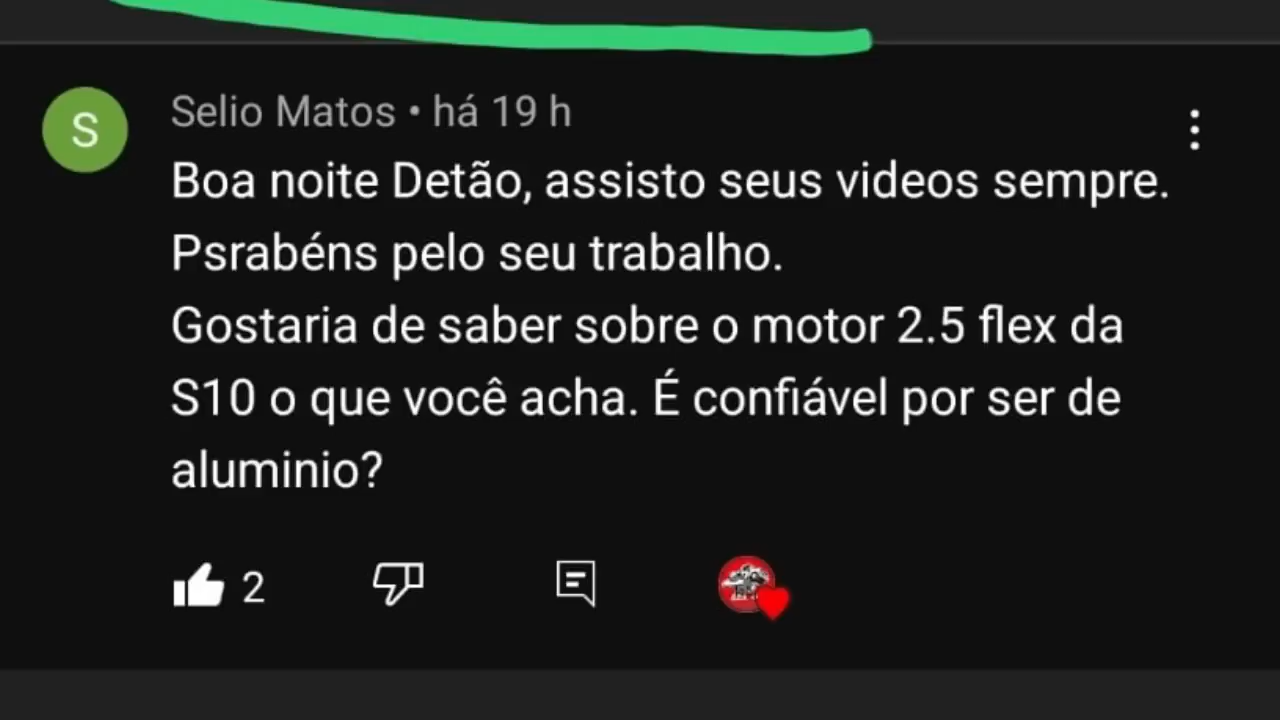 S
Selio Matos • há 19 h
Boa noite Detão, assisto seus videos sempre.
Psrabéns pelo seu trabalho.
Gostaria de saber sobre o motor 2.5 flex da
S10 o que você acha. É confiável por ser de
aluminio?
2